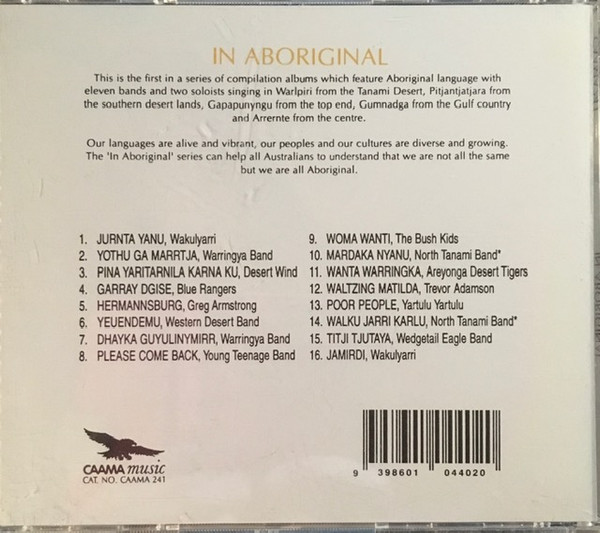 IN ABORIGINAL
This is the first in a series of compilation albums which feature Aboriginal language with
eleven bands and two soloists singing in Warlpiri from the Tanami Desert, Pitjantjatjara from
the southern desert lands, Gapapunyngu from the top end, Gumnadga from the Gulf country
and Arrernte from the centre.
Our languages are alive and vibrant, our peoples and our cultures are diverse and growing.
The 'In Aboriginal' series can help all Australians to understand that we are not all the same
but we are all Aboriginal.
1. JURNTA YANU, Wakulyarri
2. YOTHU GA MARRTJA, Warringya Band
3. PINA YARITARNILA KARNA KU, Desert Wind
4. GARRAY DGISE, Blue Rangers
5. HERMANNSBURG, Greg Armstrong
6. YEUENDEMU, Western Desert Band
7. DHAYKA GUYULINYMIRR, Warringya Band
8. PLEASE COME BACK, Young Teenage Band
9. WOMA WANTI, The Bush Kids
10. MARDAKA NYANU, North Tanami Band*
11. WANTA WARRINGKA, Areyonga Desert Tigers
12. WALTZING MATILDA, Trevor Adamson
13. POOR PEOPLE, Yartulu Yartulu
14. WALKU JARRI KARLU, North Tanami Band*
15. TITJI TJUTAYA, Wedgetail Eagle Band
16. JAMIRDI, Wakulyarri
CAAMA music
CAT. NO. CAAMA 241
9 398601 044020